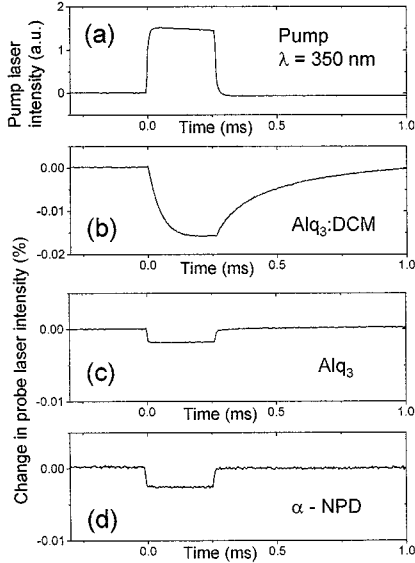 Pump laser
intensity (a.u.)
2
1
0
(a)
Pump
λ = 350 nm
0.0
0.5
1.0
Time (ms)
Change in probe laser intensity (%)
0.00
-0.01
-0.02
(b)
Alq3:DCM
0.0
0.5
1.0
Time (ms)
0.00
-0.01
(c)
Alq3
0.0
0.5
1.0
Time (ms)
0.00
-0.01
(d)
α - NPD
0.0
0.5
1.0
Time (ms)